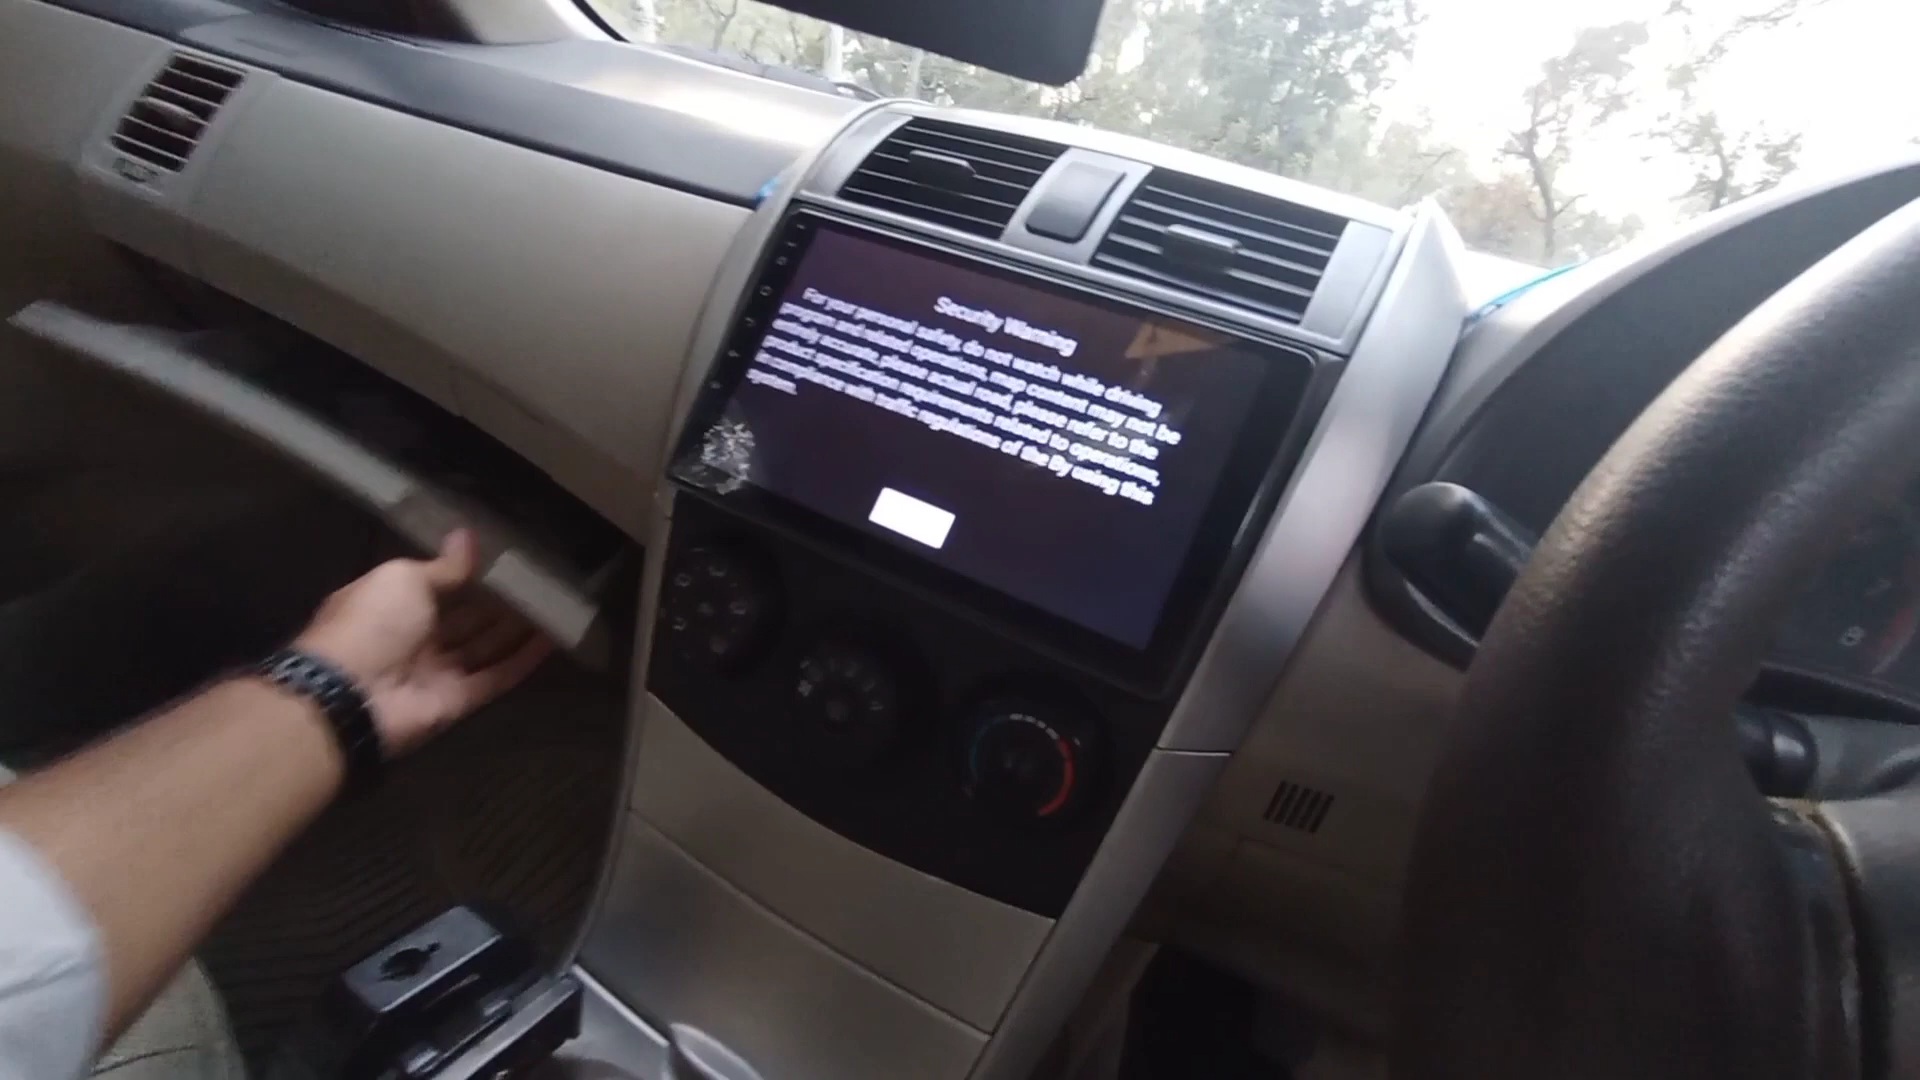 Security Warning
For your personal safety, do not watch while driving
program and related operations, map content may not be
entirely accurate, please actual road, please refer to the
product specification requirements related to operations,
in compliance with traffic regulations of the By using this
system.